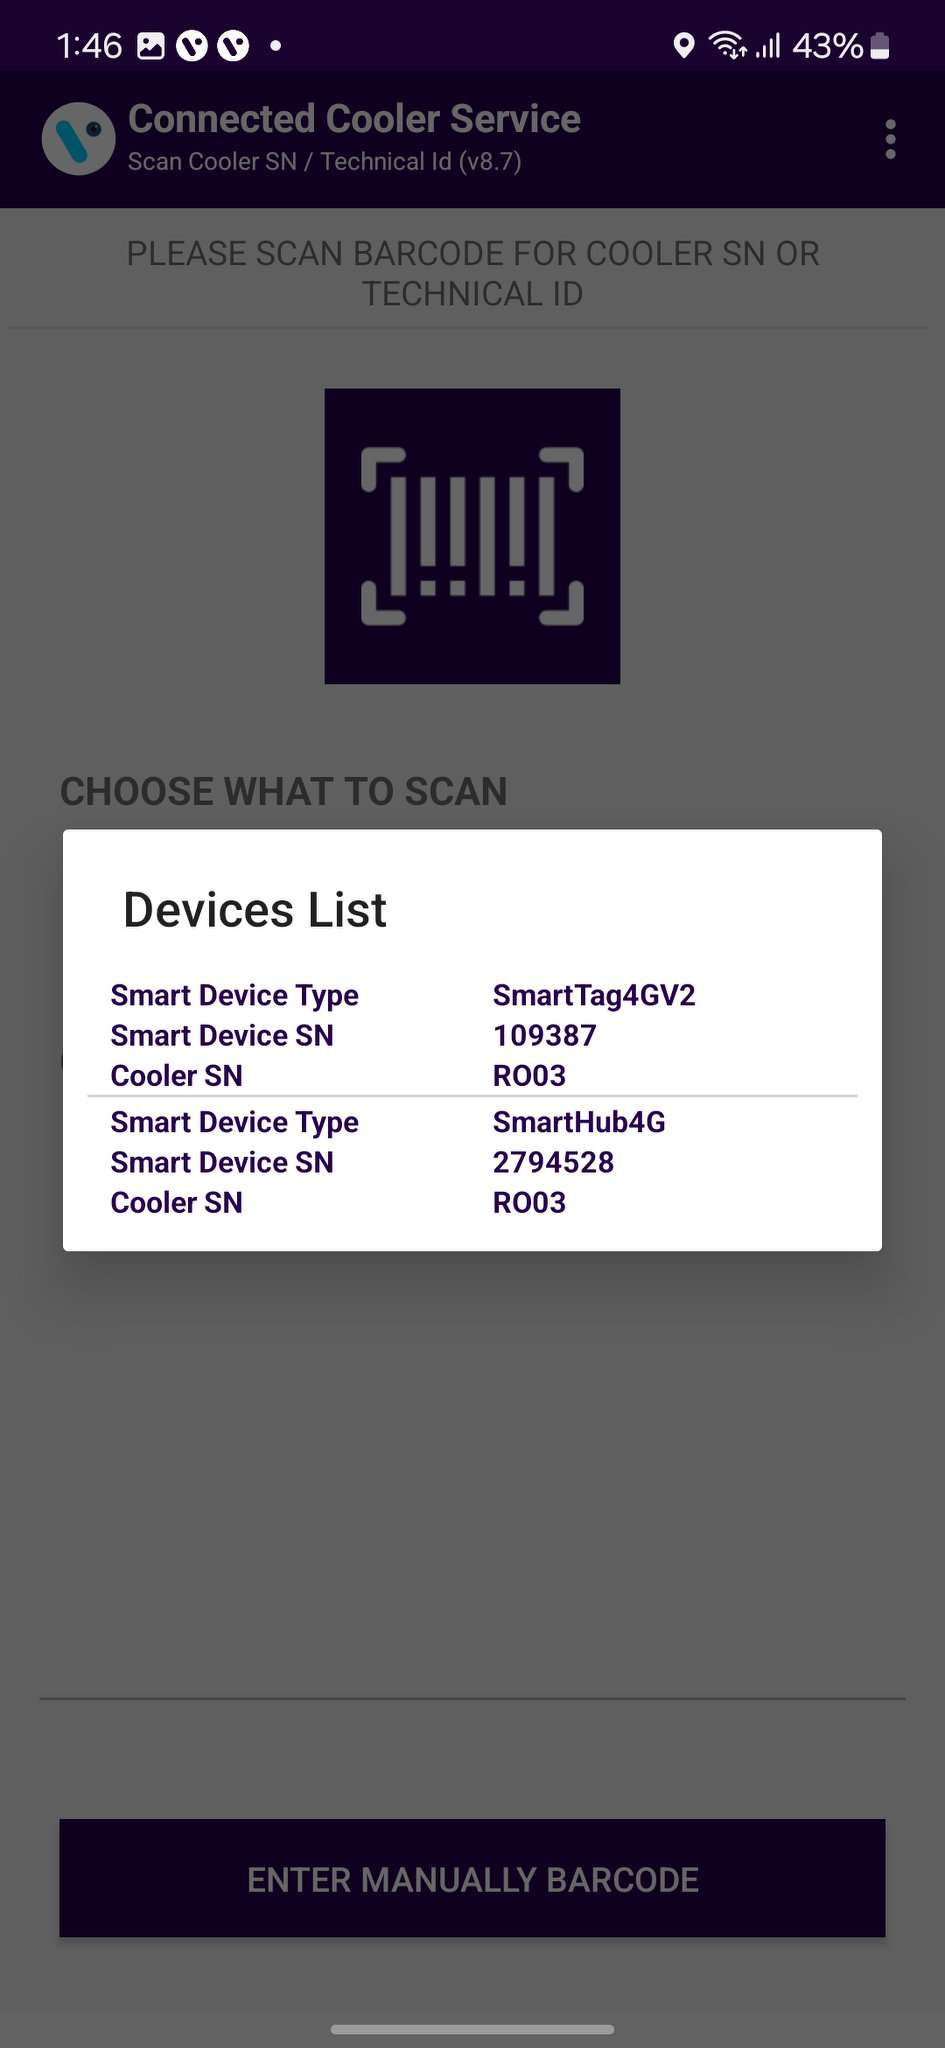 1:46
43%
Connected Cooler Service
Scan Cooler SN / Technical Id (v8.7)
PLEASE SCAN BARCODE FOR COOLER SN OR
TECHNICAL ID
CHOOSE WHAT TO SCAN
Devices List
Smart Device Type SmartTag4GV2
Smart Device SN 109387
Cooler SN RO03
Smart Device Type SmartHub4G
Smart Device SN 2794528
Cooler SN RO03
ENTER MANUALLY BARCODE